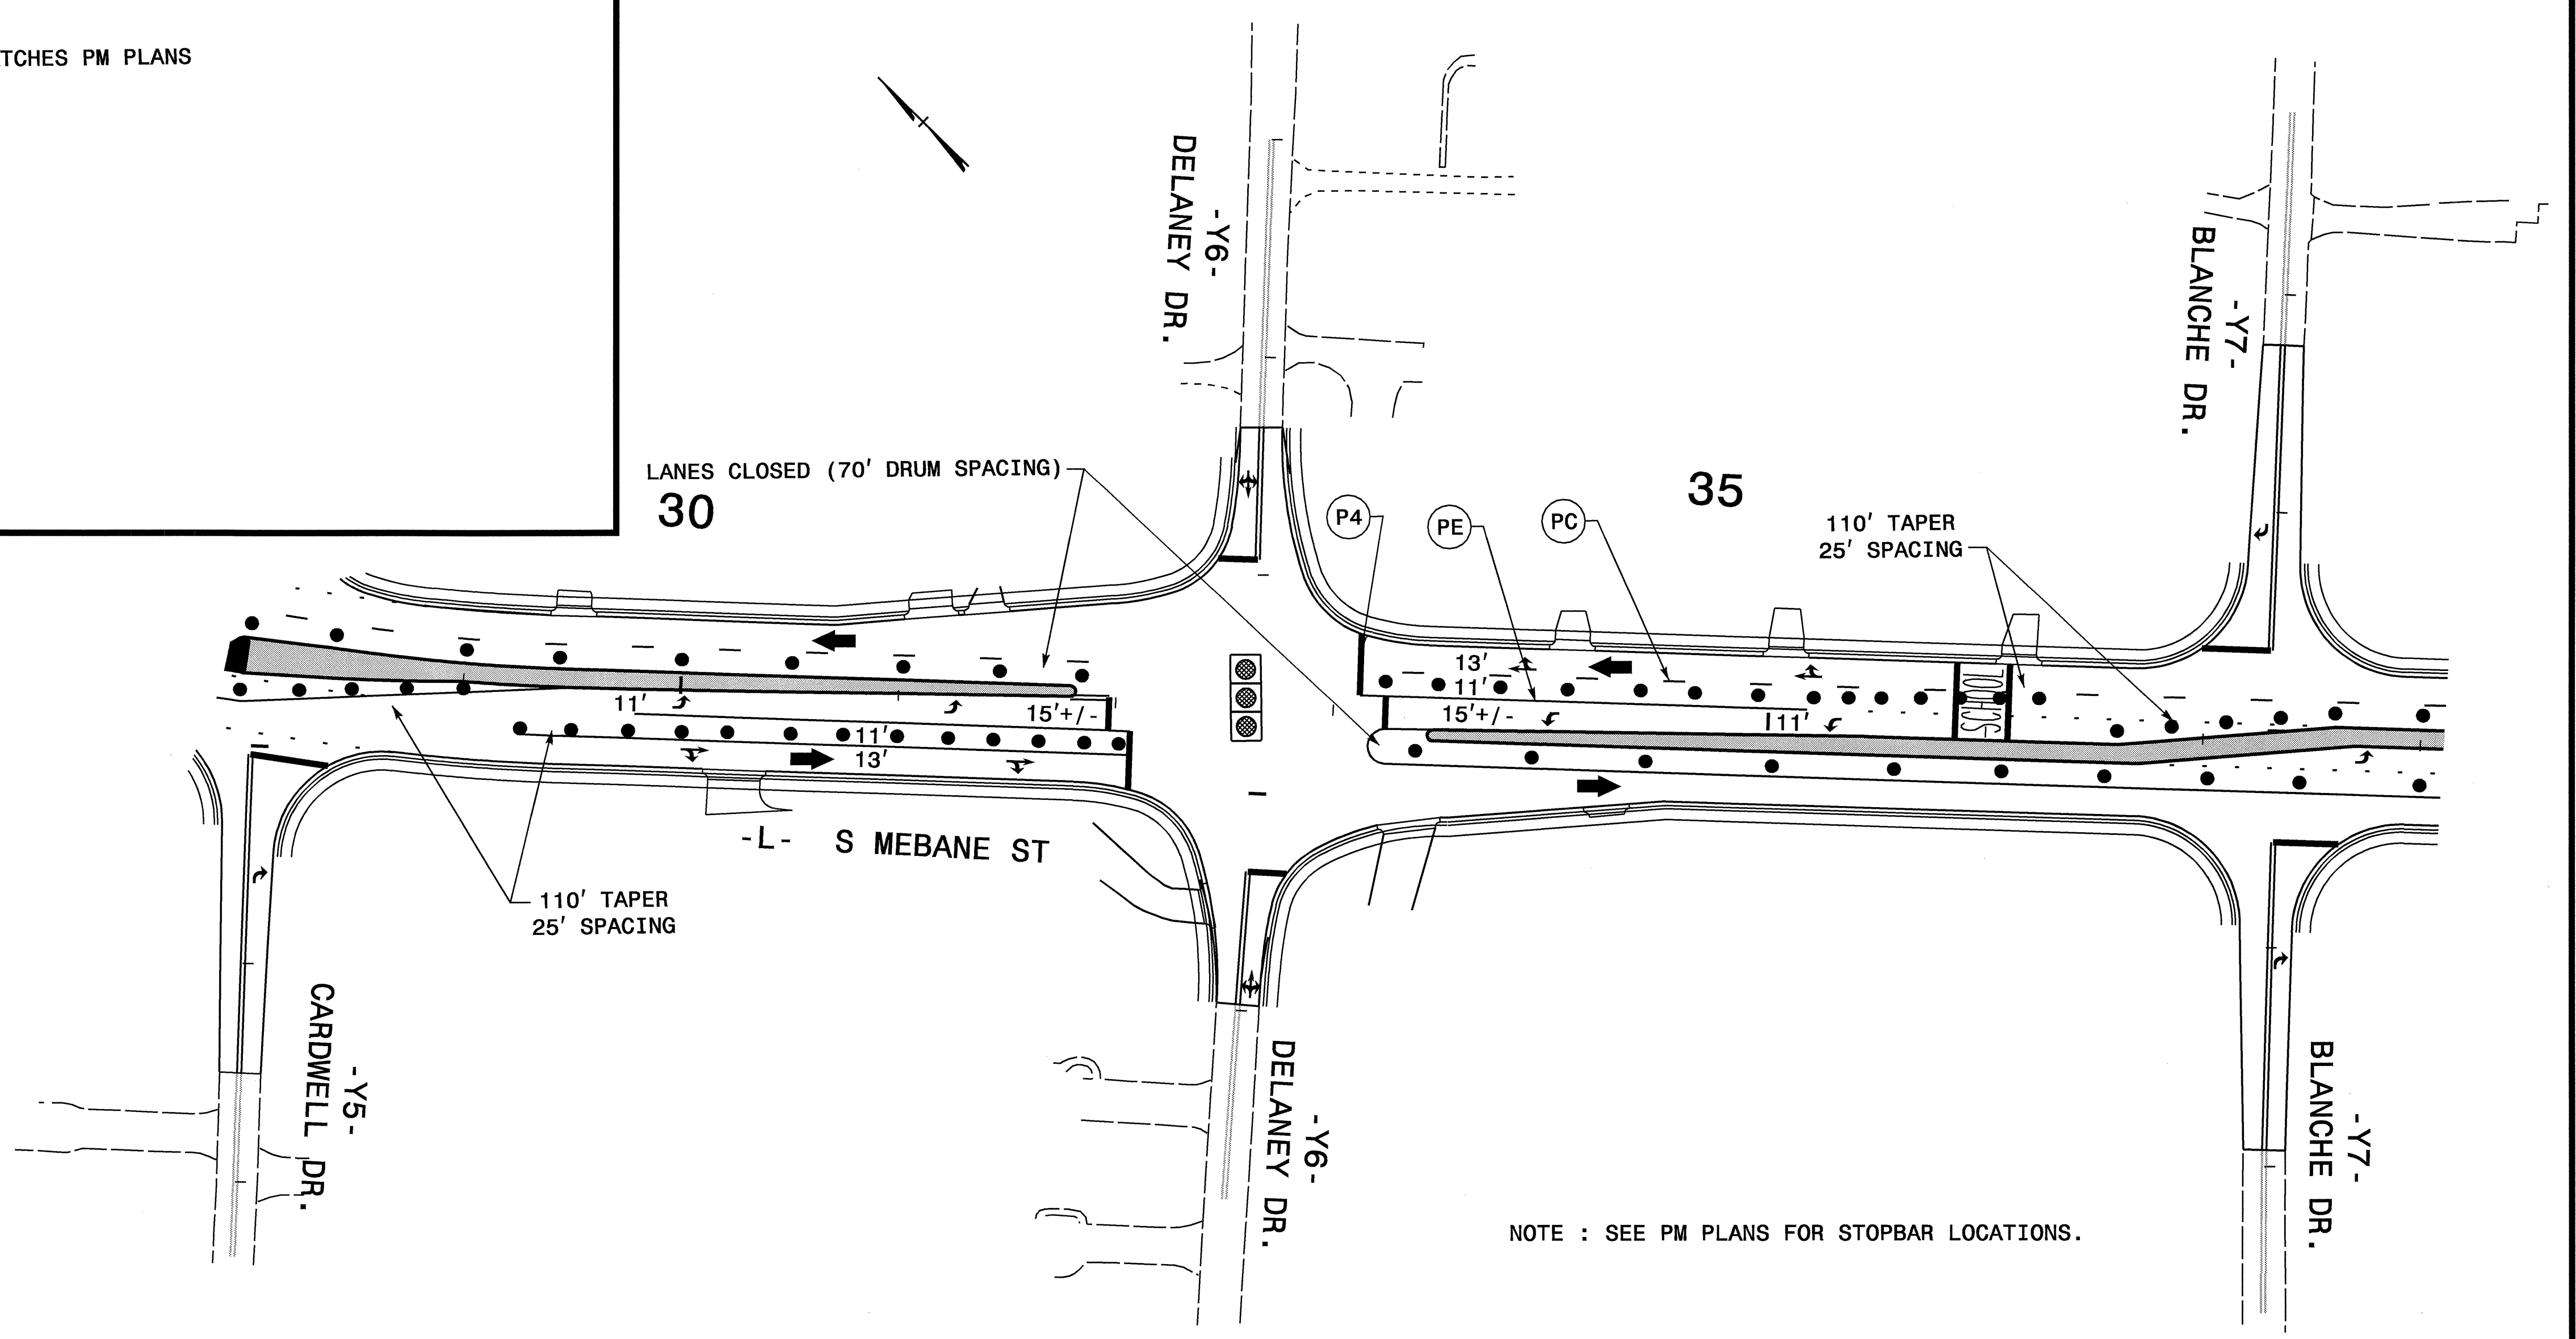 TCHES PM PLANS
-Y6-
DELANEY DR.
-Y7-
BLANCHE DR.
LANES CLOSED (70' DRUM SPACING)
30
35
P4
PE
PC
110' TAPER
25' SPACING
13'
11'
15'+/-
11'
11'
15'+/-
11'
13'
-L- S MEBANE ST
110' TAPER
25' SPACING
-Y5-
CARDWELL DR.
-Y6-
DELANEY DR.
-Y7-
BLANCHE DR.
NOTE : SEE PM PLANS FOR STOPBAR LOCATIONS.